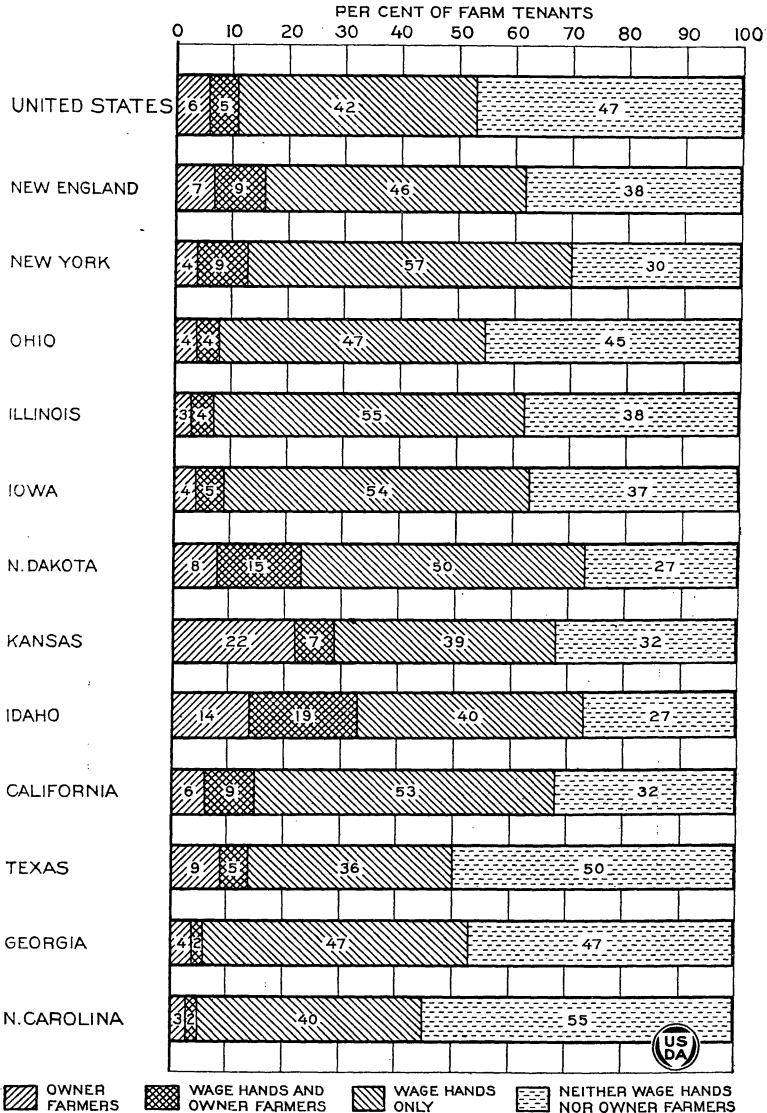 PER CENT OF FARM TENANTS
0 10 20 30 40 50 60 70 80 90 100
UNITED STATES 6 5 42 47
NEW ENGLAND 7 9 46 38
NEW YORK 4 9 57 30
OHIO 4 4 47 45
ILLINOIS 3 4 55 38
IOWA 4 5 54 37
N. DAKOTA 8 15 50 27
KANSAS 22 7 39 32
IDAHO 14 19 40 27
CALIFORNIA 6 9 53 32
TEXAS 9 5 36 50
GEORGIA 4 2 47 47
N. CAROLINA 3 2 40 55
US
DA
OWNER WAGE HANDS AND WAGE HANDS NEITHER WAGE HANDS
FARMERS OWNER FARMERS ONLY NOR OWNER FARMERS